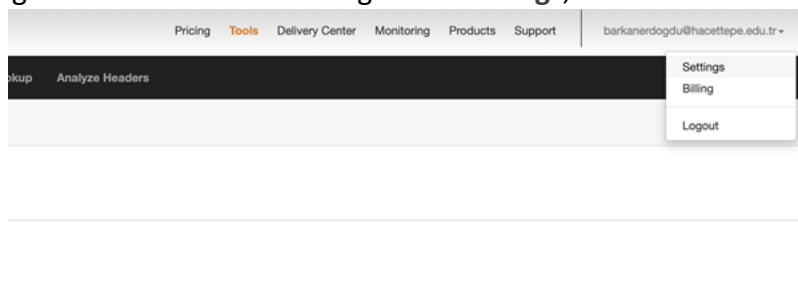 Pricing Tools Delivery Center Monitoring Products Support barkanerdogdu@hacettepe.edu.tr
Analyze Headers
Settings
Billing
Logout